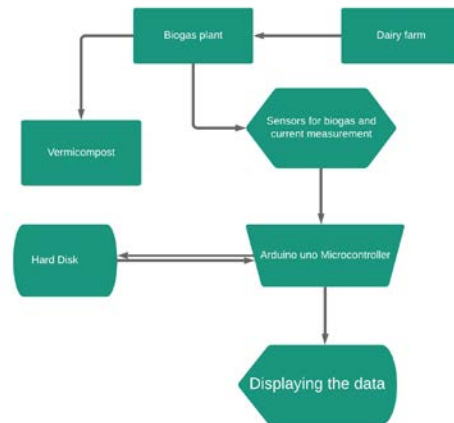 Biogas plant
Dairy farm
Sensors for biogas and
current measurement
Vermicompost
Hard Disk
Arduino uno Microcontroller
Displaying the data